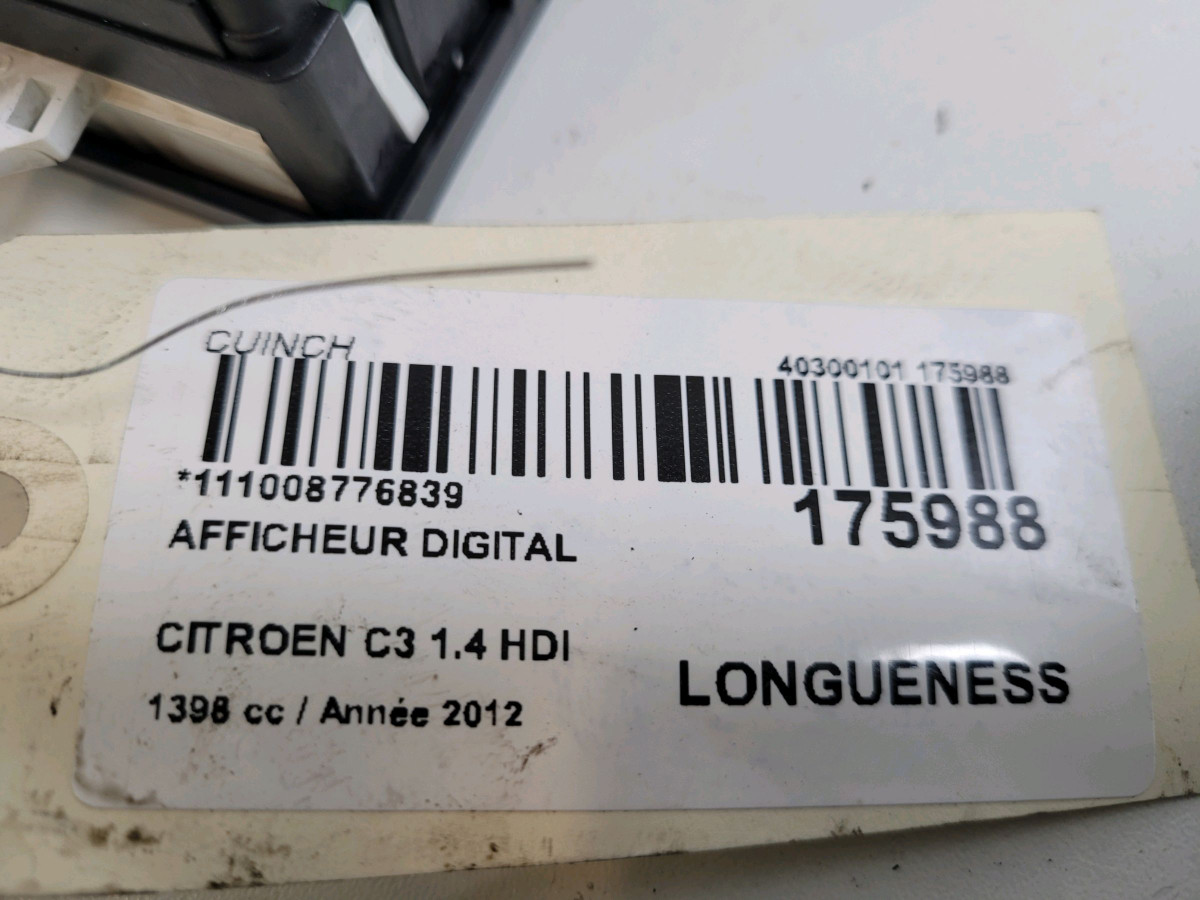 CUINCH
40300101 175988
*111008776839
175988
AFFICHEUR DIGITAL
CITROEN C3 1.4 HDI
LONGUENESS
1398 cc / Année 2012